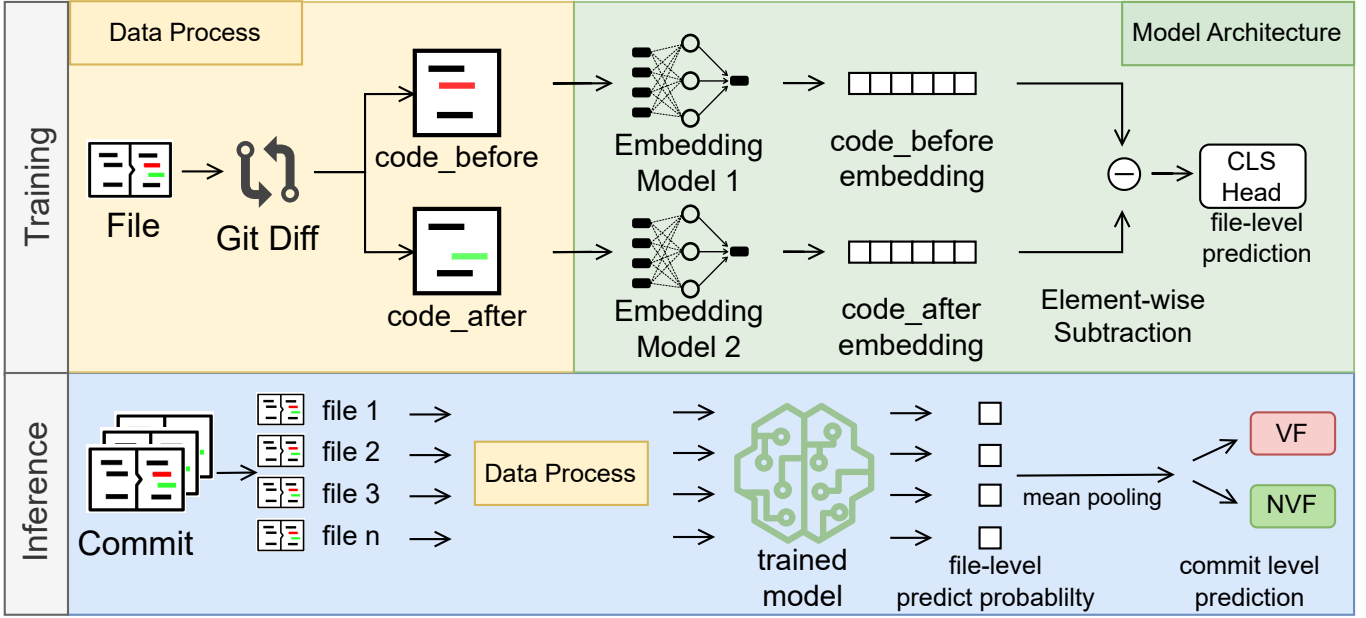 Training
Data Process
Model Architecture
File
Git Diff
code_before
code_after
Embedding
Model 1
Embedding
Model 2
code_before
embedding
code_after
embedding
Element-wise
Subtraction
CLS
Head
file-level
prediction
Inference
Commit
file 1
file 2
file 3
file n
Data Process
trained
model
file-level
predict probablilty
mean pooling
VF
NVF
commit level
prediction